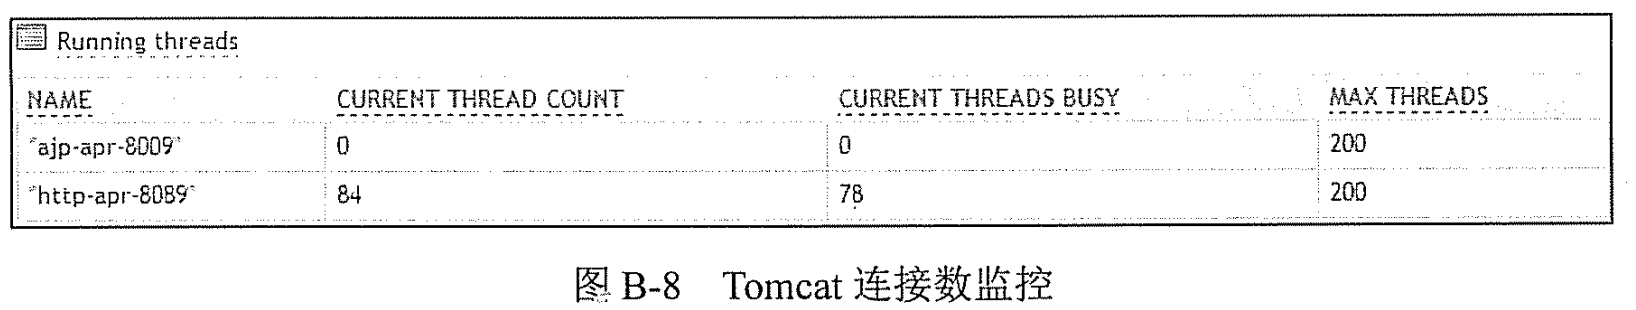 Running threads
NAME CURRENT THREAD COUNT CURRENT THREADS BUSY MAX THREADS
"ajp-apr-8009" 0 0 200
"http-apr-8089" 84 78 200
图 B-8 Tomcat 连接数监控